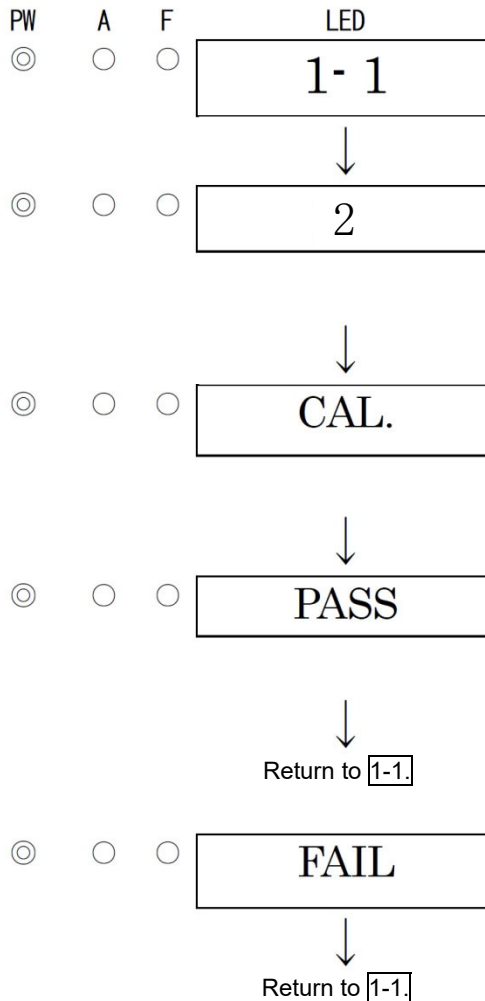 PW A F LED
1- 1
2
CAL.
PASS
Return to 1-1.
FAIL
Return to 1-1.